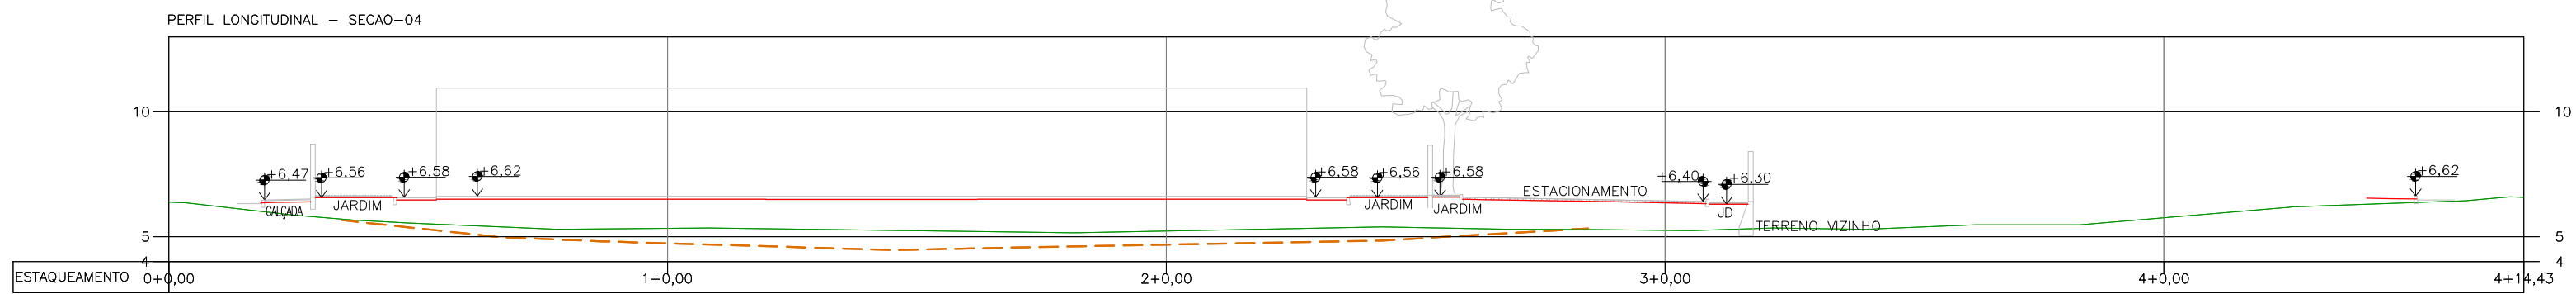 PERFIL LONGITUDINAL - SECAO-04
10 10
+6,47 +6,56 +6,58 +6,62 +6,58 +6,56 +6,58 +6,40 +6,30 +6,62
ESTACIONAMENTO
CALÇADA JARDIM JARDIM JARDIM JD
TERRENO VIZINHO
5 5
4 4
ESTAQUEAMENTO 0+0,00 1+0,00 2+0,00 3+0,00 4+0,00 4+14,43